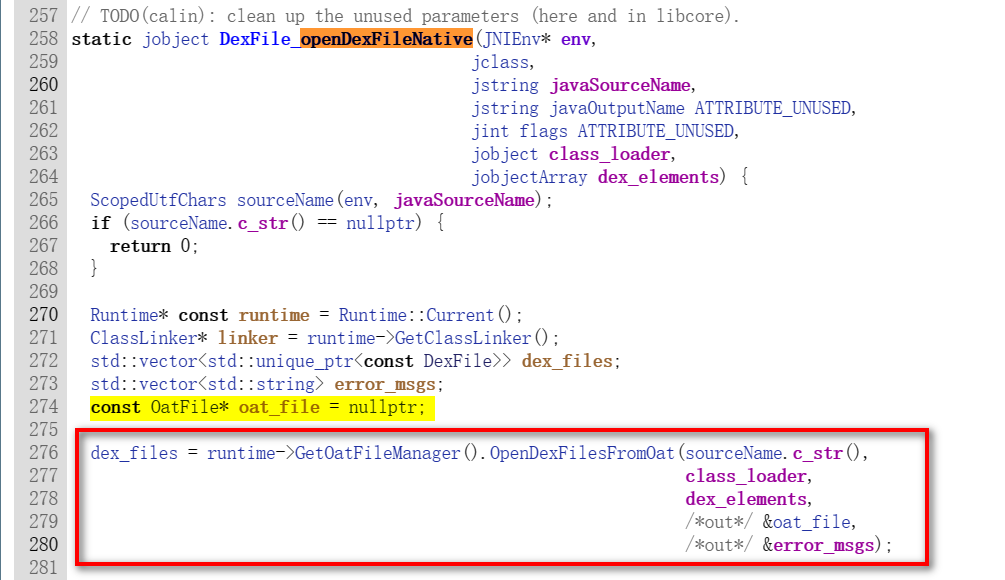 257 // TODO(calin): clean up the unused parameters (here and in libcore).
258 static jobject DexFile_openDexFileNative(JNIEnv* env,
259                                          jclass,
260                                          jstring javaSourceName,
261                                          jstring javaOutputName ATTRIBUTE_UNUSED,
262                                          jint flags ATTRIBUTE_UNUSED,
263                                          jobject class_loader,
264                                          jobjectArray dex_elements) {
265   ScopedUtfChars sourceName(env, javaSourceName);
266   if (sourceName.c_str() == nullptr) {
267     return 0;
268   }
269
270   Runtime* const runtime = Runtime::Current();
271   ClassLinker* linker = runtime->GetClassLinker();
272   std::vector<std::unique_ptr<const DexFile>> dex_files;
273   std::vector<std::string> error_msgs;
274   const OatFile* oat_file = nullptr;
275
276   dex_files = runtime->GetOatFileManager().OpenDexFilesFromOat(sourceName.c_str(),
277                                                                class_loader,
278                                                                dex_elements,
279                                                                /*out*/ &oat_file,
280                                                                /*out*/ &error_msgs);
281